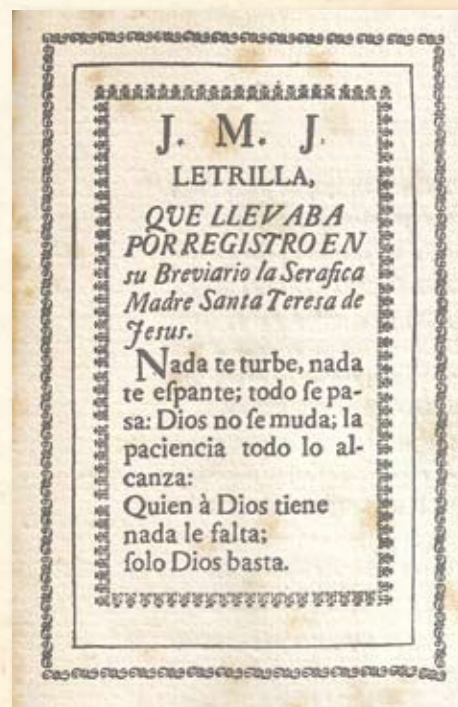 J. M. J.
LETRILLA,
QVE LLEVABA
POR REGISTRO EN
su Breviario la Serafica
Madre Santa Teresa de
Jesus.
Nada te turbe, nada
te eſpante; todo ſe pa-
sa: Dios no ſe muda; la
paciencia todo lo al-
canza:
Quien à Dios tiene
nada le falta;
ſolo Dios basta.